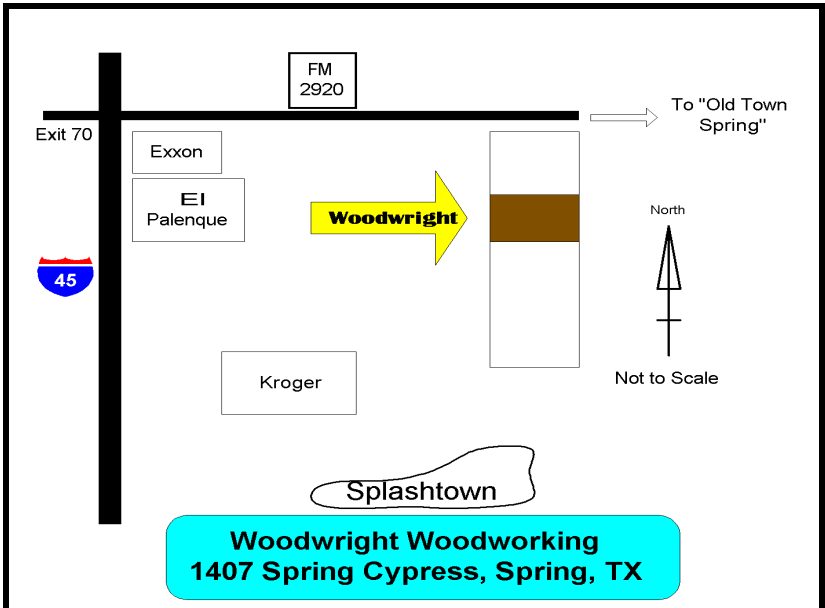 FM
2920
To "Old Town
Spring"
Exit 70
Exxon
El
Palenque
Woodwright
North
45
Not to Scale
Kroger
Splashtown
Woodwright Woodworking
1407 Spring Cypress, Spring, TX